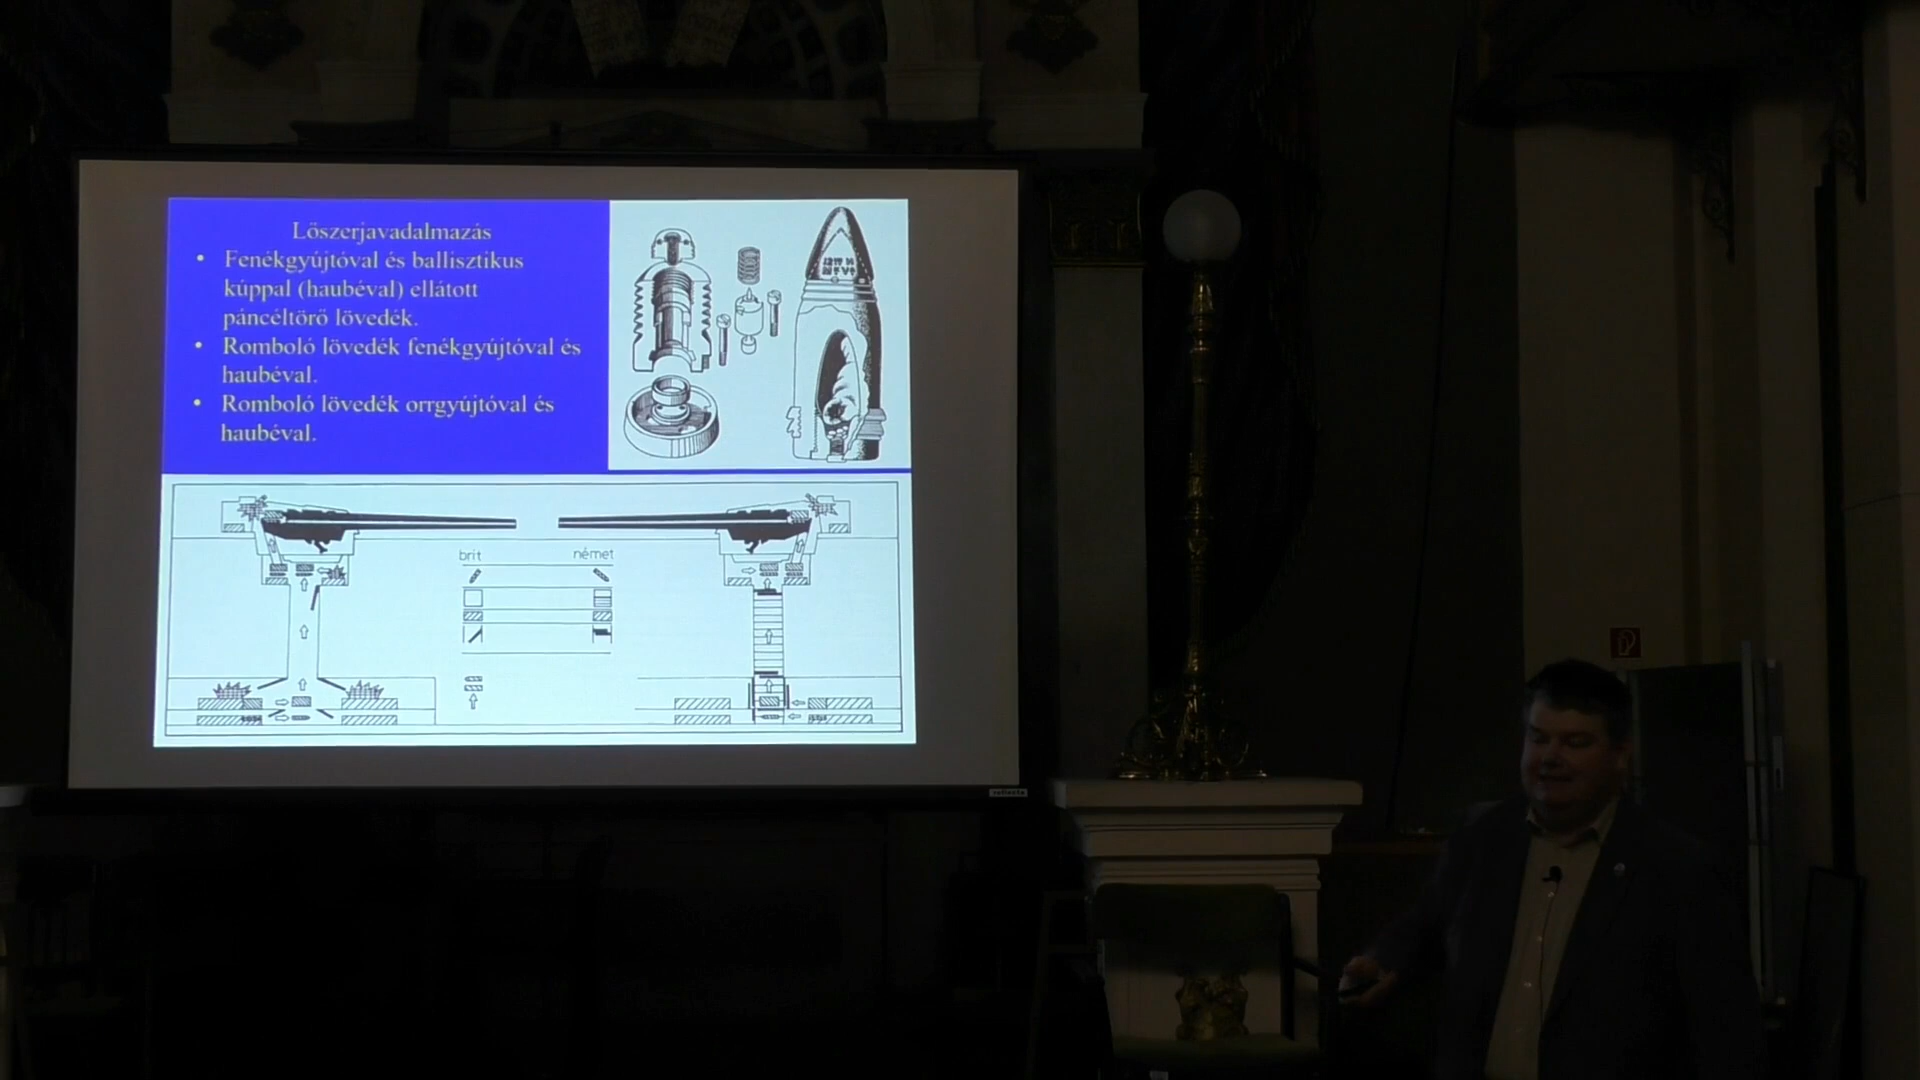 Lőszerjavadalmazás
• Fenékgyújtóval és ballisztikus
kúppal (haubéval) ellátott
páncéltörő lövedék.
• Romboló lövedék fenékgyújtóval és
haubéval.
• Romboló lövedék orrgyújtóval és
haubéval.
brit
német
reflecta